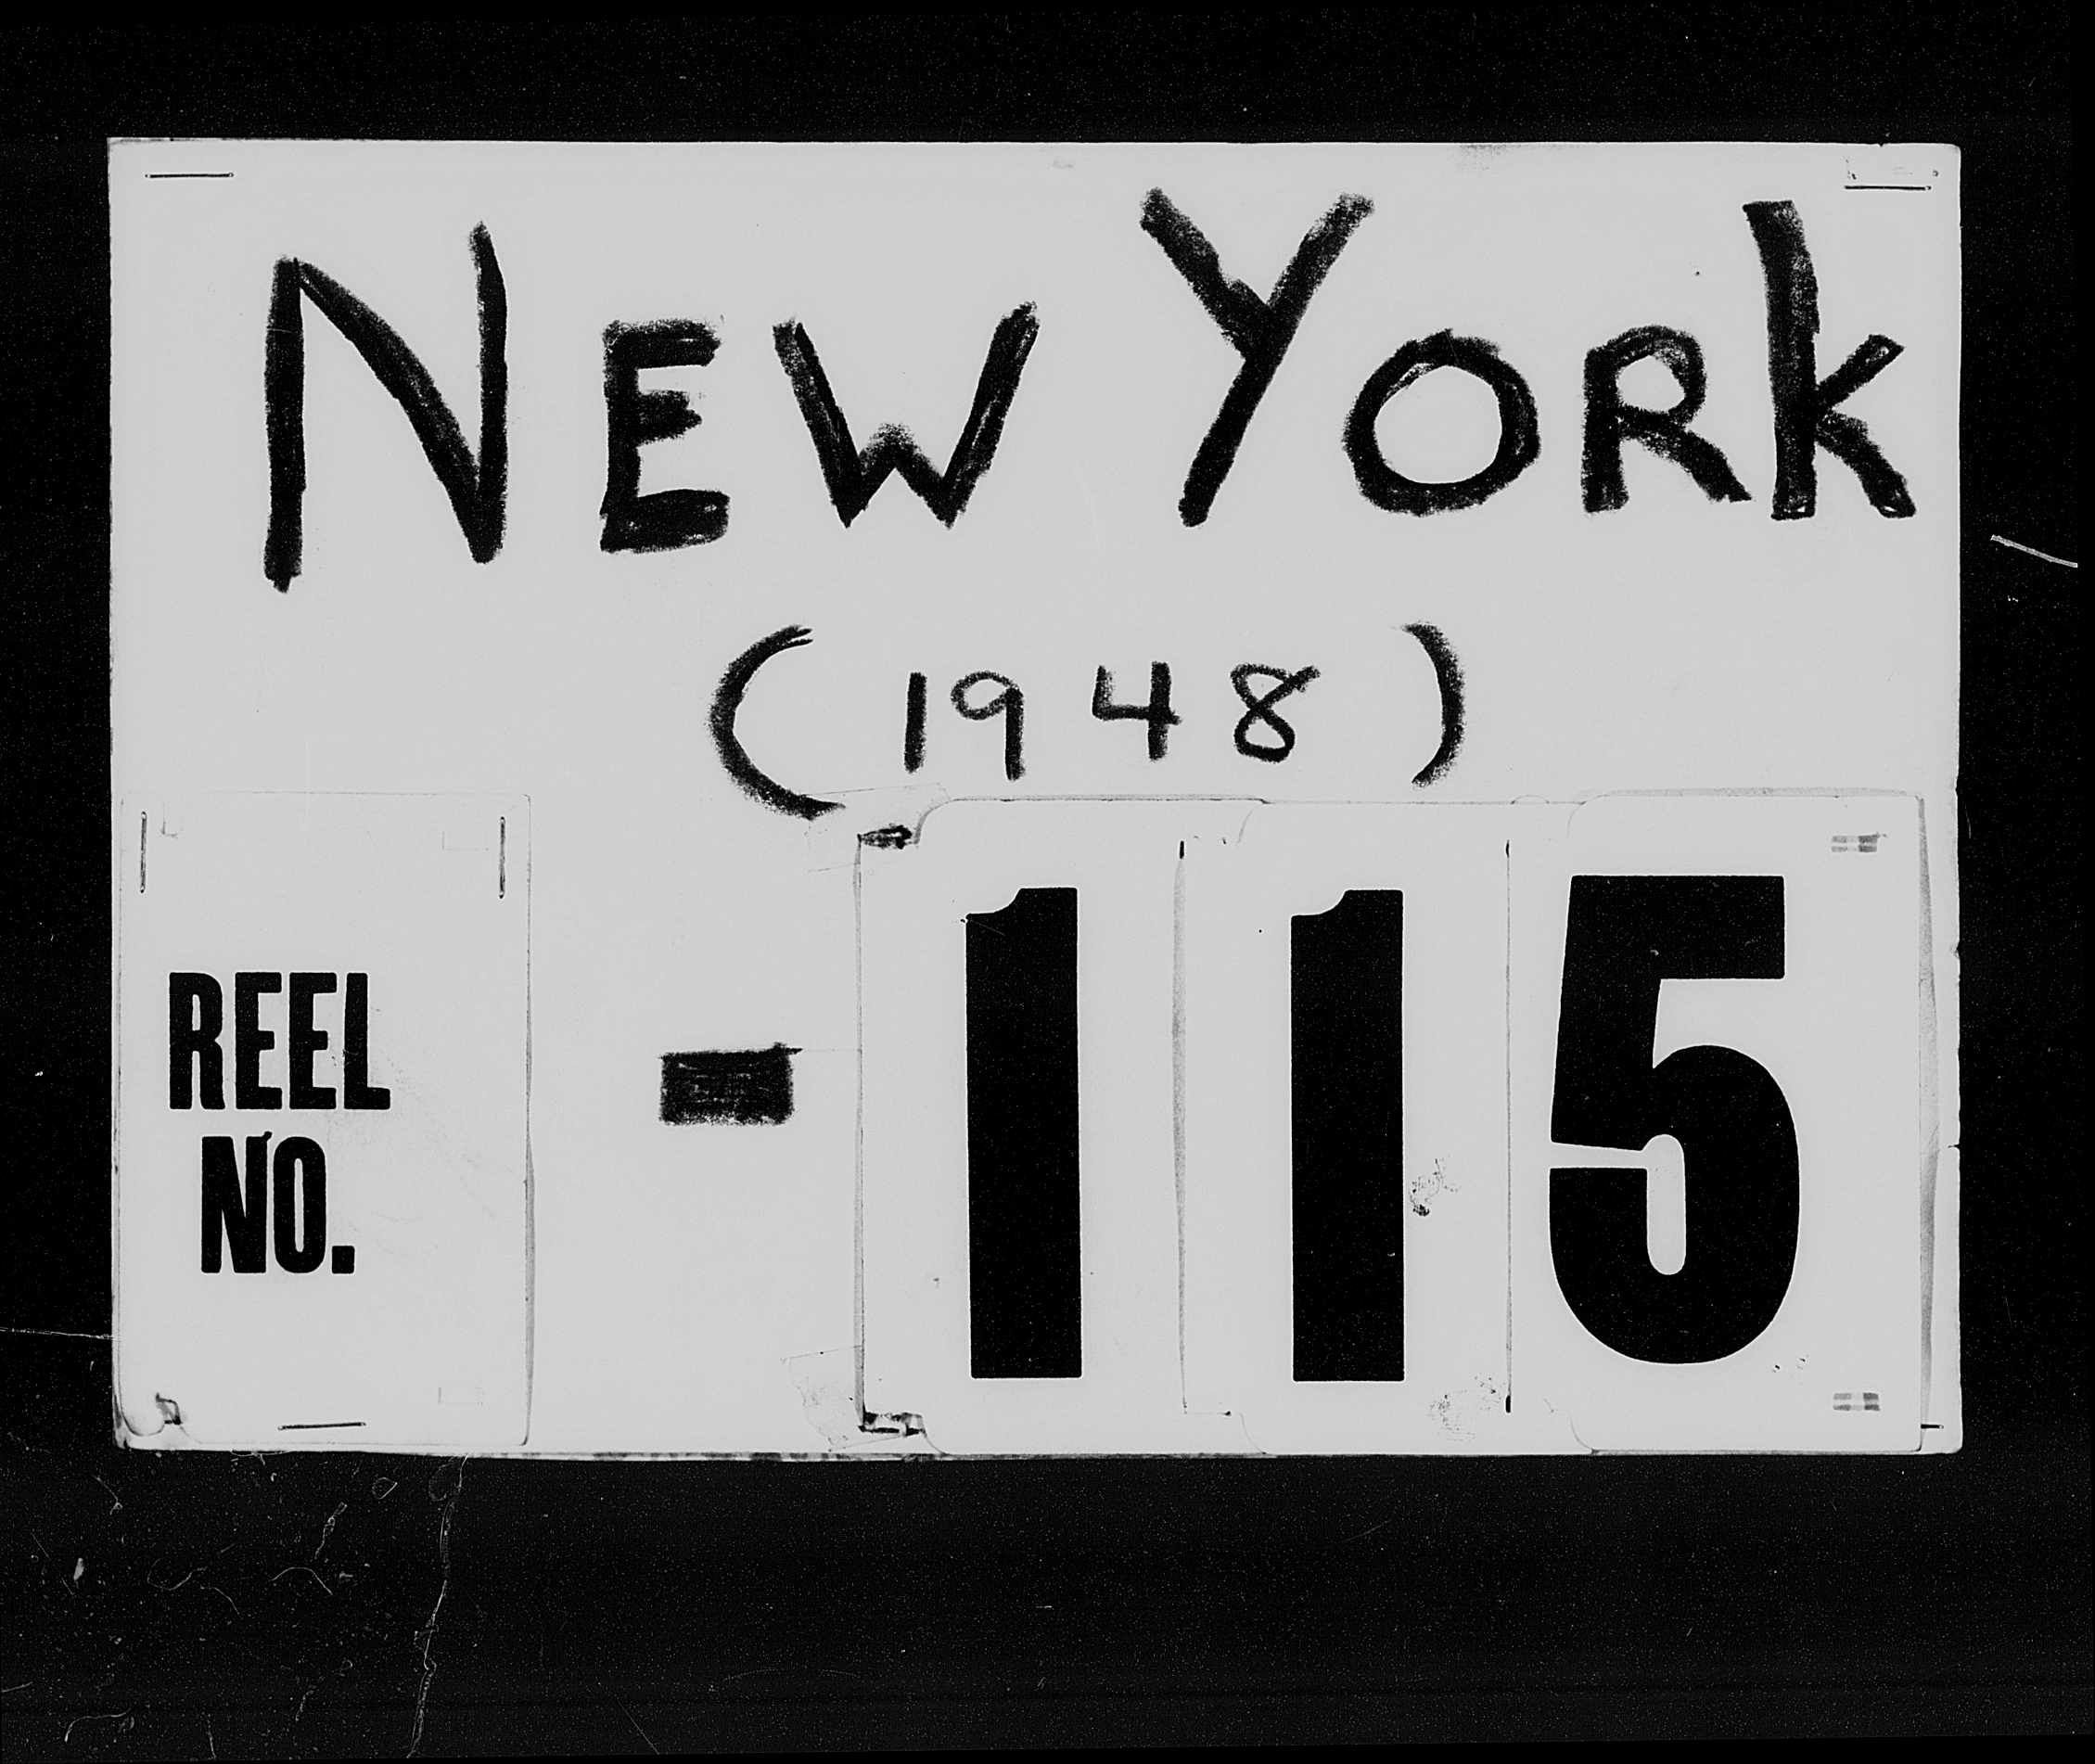 NEW YORK
(1948)
REEL
NO.
- 115